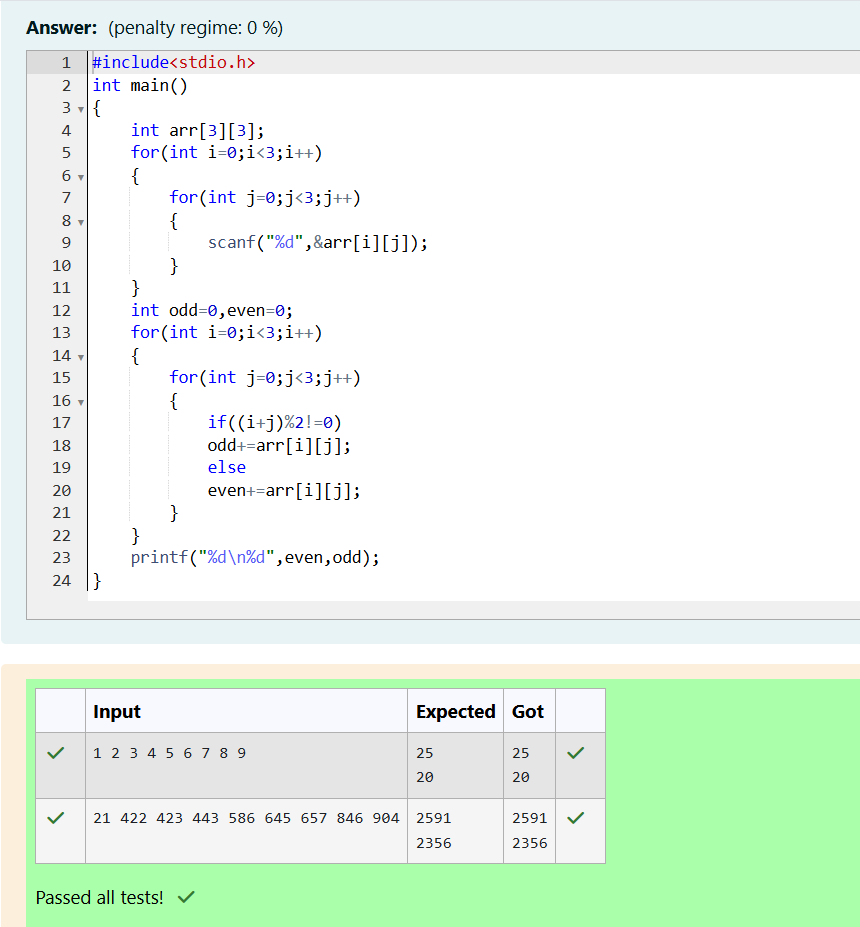 Answer: (penalty regime: 0 %)
1 #include<stdio.h>
2 int main()
3 {
4     int arr[3][3];
5     for(int i=0;i<3;i++)
6     {
7         for(int j=0;j<3;j++)
8         {
9             scanf("%d",&arr[i][j]);
10         }
11     }
12     int odd=0,even=0;
13     for(int i=0;i<3;i++)
14     {
15         for(int j=0;j<3;j++)
16         {
17             if((i+j)%2!=0)
18             odd+=arr[i][j];
19             else
20             even+=arr[i][j];
21         }
22     }
23     printf("%d\n%d",even,odd);
24 }
Input Expected Got
1 2 3 4 5 6 7 8 9 25 25
20 20
21 422 423 443 586 645 657 846 904 2591 2591
2356 2356
Passed all tests!